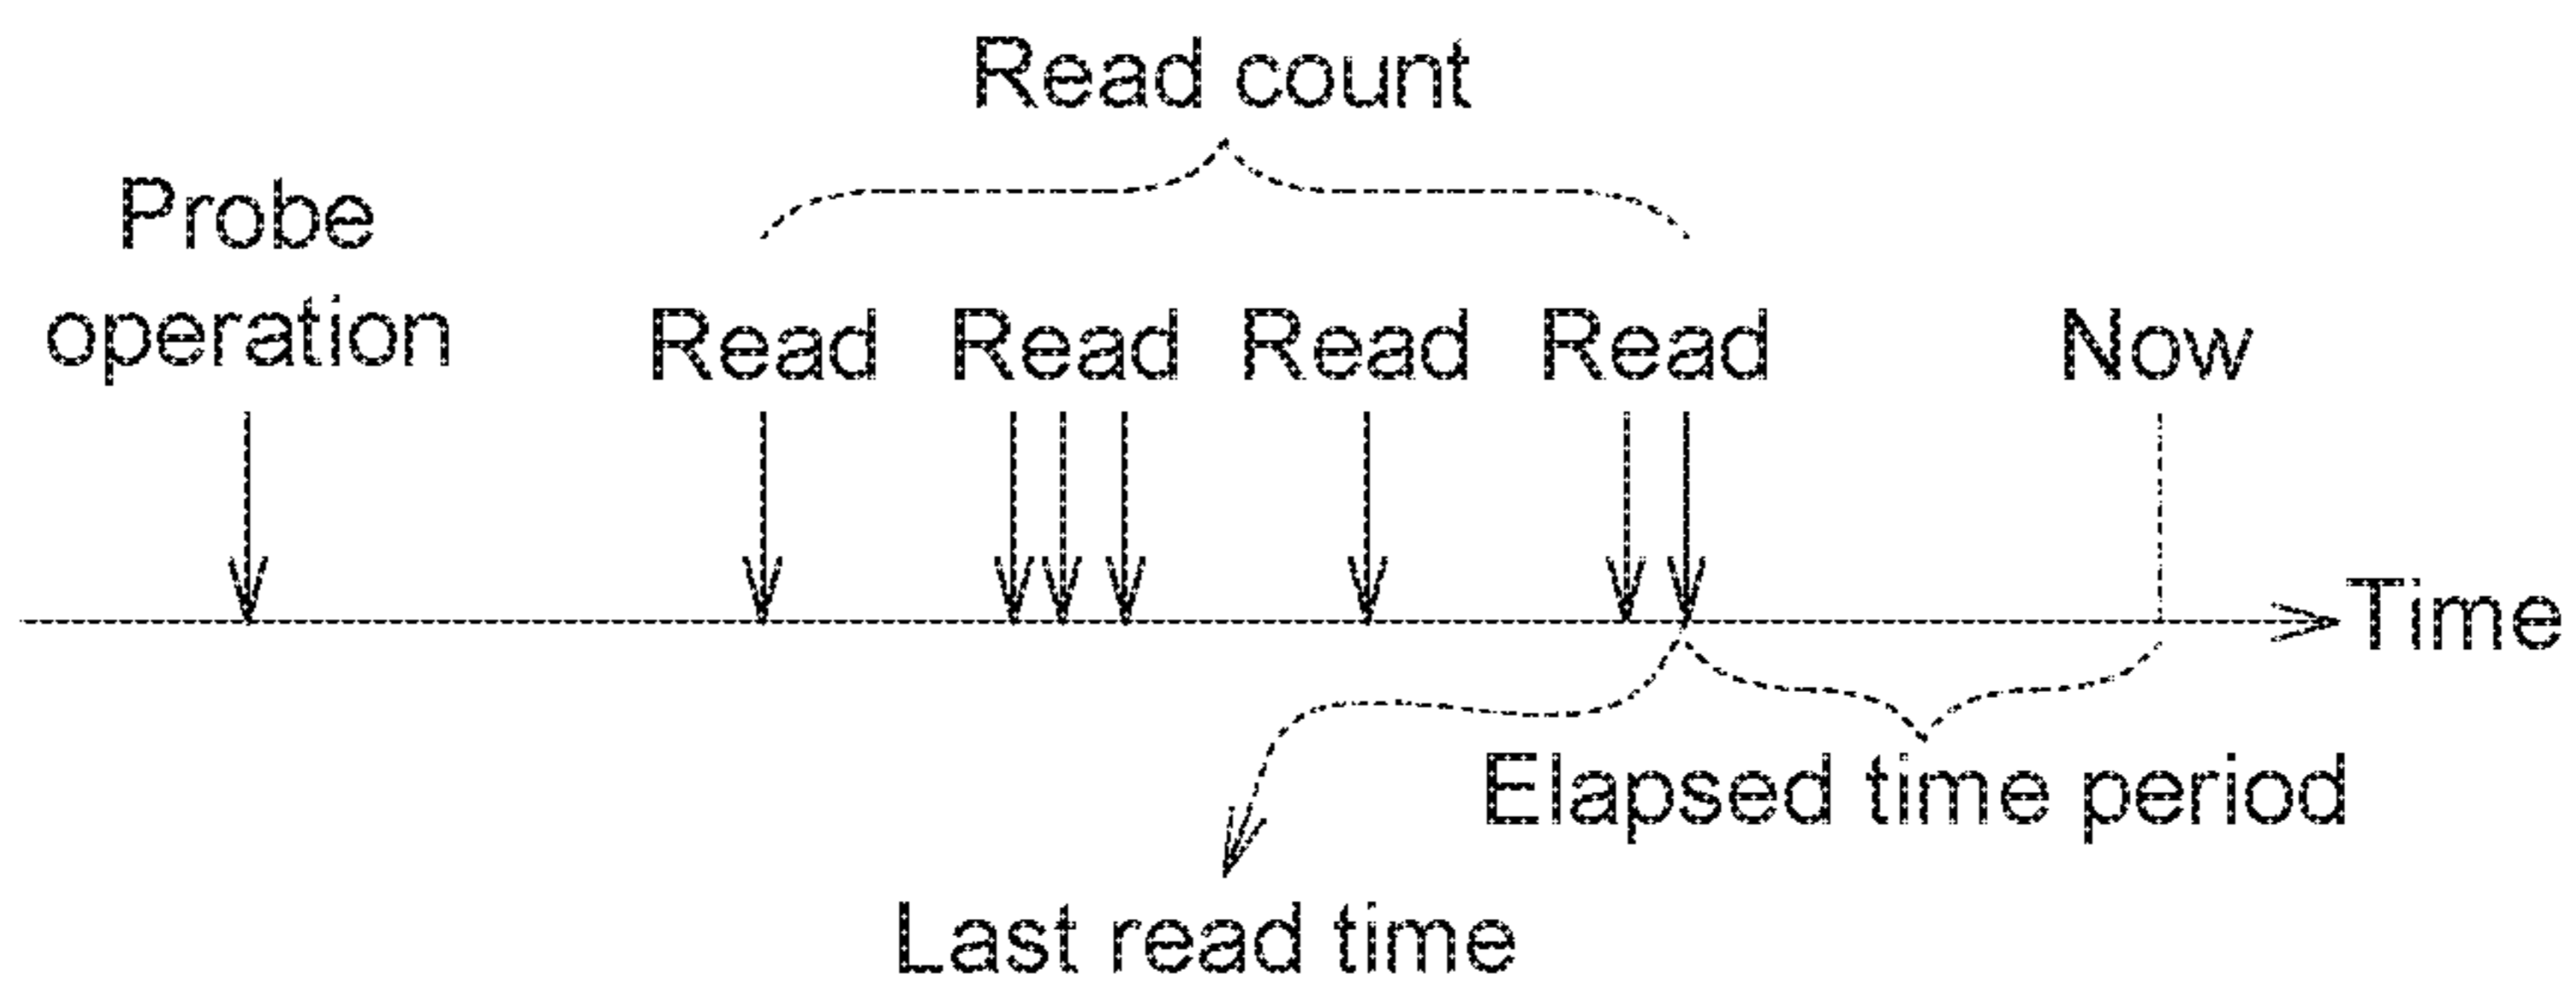 Read count
Probe
operation
Read
Read
Read
Read
Now
Time
Elapsed time period
Last read time